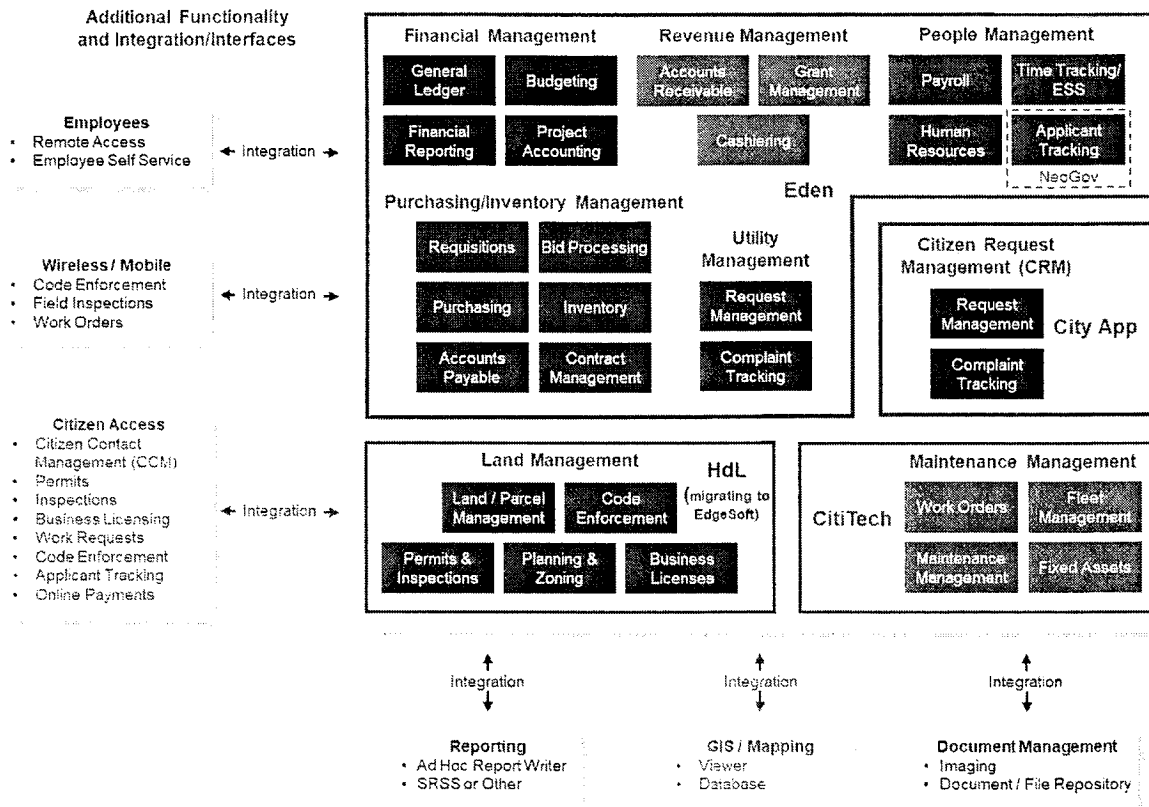 Additional Functionality
and Integration/Interfaces
Employees
• Remote Access
• Employee Self Service
Integration
Wireless / Mobile
• Code Enforcement
• Field Inspections
• Work Orders
Integration
Citizen Access
• Citizen Contact
Management (CCM)
• Permits
• Inspections
• Business Licensing
• Work Requests
• Code Enforcement
• Applicant Tracking
• Online Payments
Integration
Financial Management
General
Ledger
Budgeting
Financial
Reporting
Project
Accounting
Revenue Management
Accounts
Receivable
Grant
Management
Cashiering
People Management
Payroll
Time Tracking/
ESS
Human
Resources
Applicant
Tracking
NeoGov
Eden
Purchasing/Inventory Management
Requisitions
Bid Processing
Purchasing
Inventory
Accounts
Payable
Contract
Management
Utility
Management
Request
Management
Complaint
Tracking
Citizen Request
Management (CRM)
Request
Management
City App
Complaint
Tracking
Land Management
HdL
(migrating to
EdgeSoft)
Land / Parcel
Management
Code
Enforcement
Permits &
Inspections
Planning &
Zoning
Business
Licenses
Maintenance Management
CitiTech
Work Orders
Fleet
Management
Maintenance
Management
Fixed Assets
Integration
Integration
Integration
Reporting
• Ad Hoc Report Writer
• SRSS or Other
GIS / Mapping
• Viewer
• Database
Document Management
• Imaging
• Document / File Repository